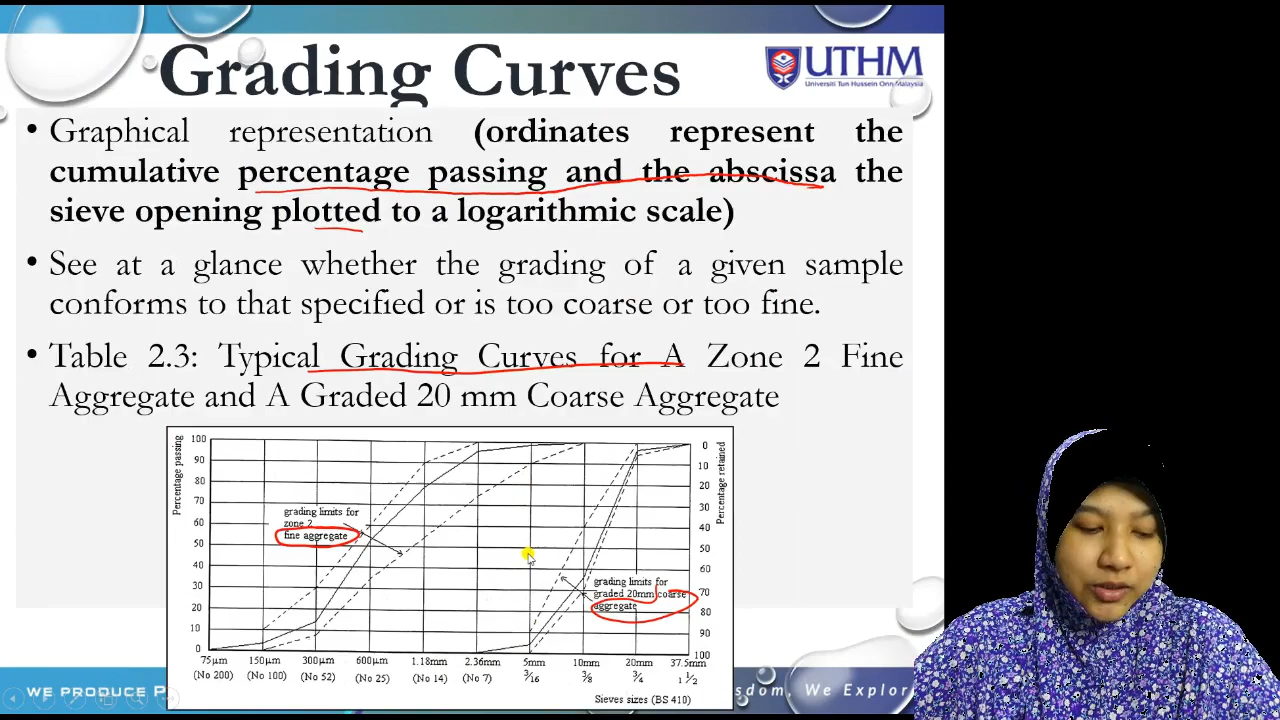 Grading Curves
UTHM
Universiti Tun Hussein Onn Malaysia
• Graphical representation (ordinates represent the
cumulative percentage passing and the abscissa the
sieve opening plotted to a logarithmic scale)
• See at a glance whether the grading of a given sample
conforms to that specified or is too coarse or too fine.
• Table 2.3: Typical Grading Curves for A Zone 2 Fine
Aggregate and A Graded 20 mm Coarse Aggregate
Percentage passing
100
90
80
70
60
50
40
30
20
10
0
grading limits for
zone 2
fine aggregate
grading limits for
graded 20mm coarse
aggregate
0
10
20
30
40
50
60
70
80
90
100
Percentage retained
75μm 150μm 300μm 600μm 1.18mm 2.36mm 5mm 10mm 20mm 37.5mm
(No 200) (No 100) (No 52) (No 25) (No 14) (No 7) 3/16 3/8 3/4 1 1/2
Sieves sizes (BS 410)
WE PRODUCE P
sdom, We Explor